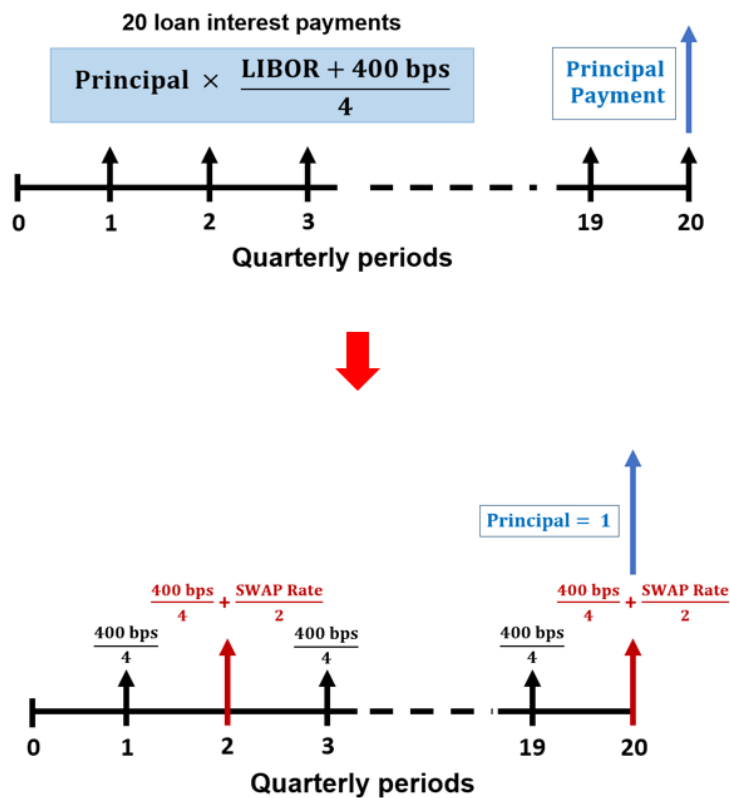 20 loan interest payments
Principal × (LIBOR + 400 bps)/4
Principal
Payment
0 1 2 3 19 20
Quarterly periods
Principal = 1
400 bps/4 + SWAP Rate/2 400 bps/4 + SWAP Rate/2
400 bps/4 400 bps/4 400 bps/4
0 1 2 3 19 20
Quarterly periods